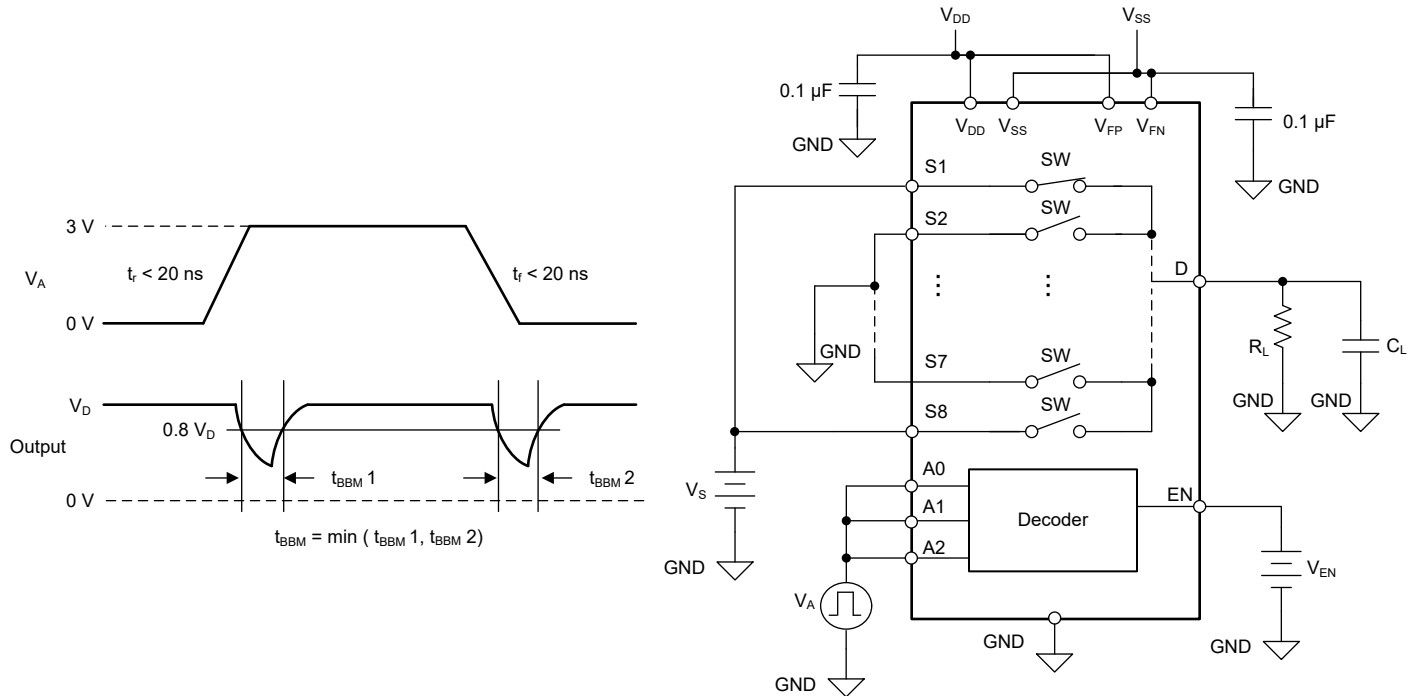 3 V
V_A
t_r < 20 ns
t_f < 20 ns
0 V
V_D
0.8 V_D
Output
t_BBM 1
t_BBM 2
0 V
t_BBM = min ( t_BBM 1, t_BBM 2)
V_DD
V_SS
0.1 µF
0.1 µF
GND
GND
V_DD
V_SS
V_FP
V_FN
S1
SW
S2
SW
GND
S7
SW
S8
SW
D
R_L
C_L
GND
GND
V_S
GND
A0
A1
A2
Decoder
EN
V_EN
GND
V_A
GND
GND